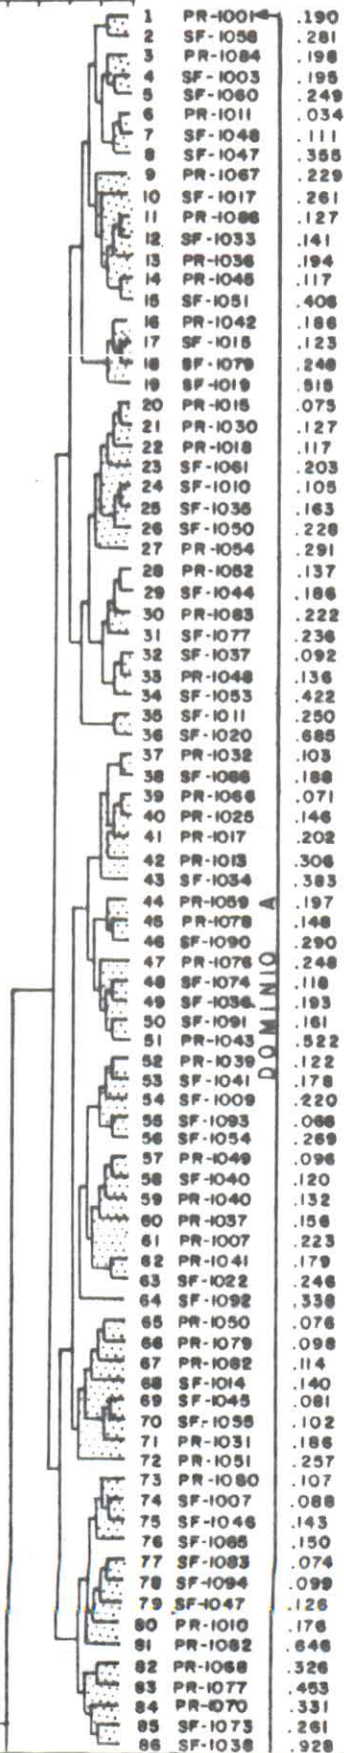 1 PR-1001 .190
2 SF-1058 .281
3 PR-1084 .198
4 SF-1003 .195
5 SF-1060 .249
6 PR-1011 .034
7 SF-1048 .111
8 SF-1047 .355
9 PR-1067 .229
10 SF-1017 .261
11 PR-1086 .127
12 SF-1033 .141
13 PR-1036 .194
14 PR-1045 .117
15 SF-1051 .406
16 PR-1042 .186
17 SF-1015 .123
18 SF-1079 .248
19 SF-1019 .515
20 PR-1015 .075
21 PR-1030 .127
22 PR-1018 .117
23 SF-1061 .203
24 SF-1010 .105
25 SF-1035 .163
26 SF-1050 .228
27 PR-1054 .291
28 PR-1052 .137
29 SF-1044 .186
30 PR-1083 .222
31 SF-1077 .236
32 SF-1037 .092
33 PR-1048 .136
34 SF-1053 .422
35 SF-1011 .250
36 SF-1020 .685
37 PR-1032 .103
38 SF-1066 .188
39 PR-1066 .071
40 PR-1025 .146
41 PR-1017 .202
42 PR-1013 .306
43 SF-1034 .383
44 PR-1059 .197
45 PR-1078 .148
46 SF-1090 .290
47 PR-1076 .248
48 SF-1074 .118
49 SF-1036 .193
50 SF-1091 .161
51 PR-1043 .522
52 PR-1039 .122
53 SF-1041 .178
54 SF-1009 .220
55 SF-1093 .066
56 SF-1054 .269
57 PR-1049 .096
58 SF-1040 .120
59 PR-1040 .132
60 PR-1037 .156
61 PR-1007 .223
62 PR-1041 .179
63 SF-1022 .246
64 SF-1092 .338
65 PR-1050 .076
66 PR-1079 .098
67 PR-1082 .114
68 SF-1014 .140
69 SF-1045 .081
70 SF-1055 .102
71 PR-1031 .186
72 PR-1051 .257
73 PR-1080 .107
74 SF-1007 .088
75 SF-1046 .143
76 SF-1065 .150
77 SF-1083 .074
78 SF-1094 .099
79 SF-1047 .126
80 PR-1010 .176
81 PR-1082 .646
82 PR-1068 .326
83 PR-1077 .453
84 PR-1070 .331
85 SF-1073 .261
86 SF-1038 .928
DOMINIO A